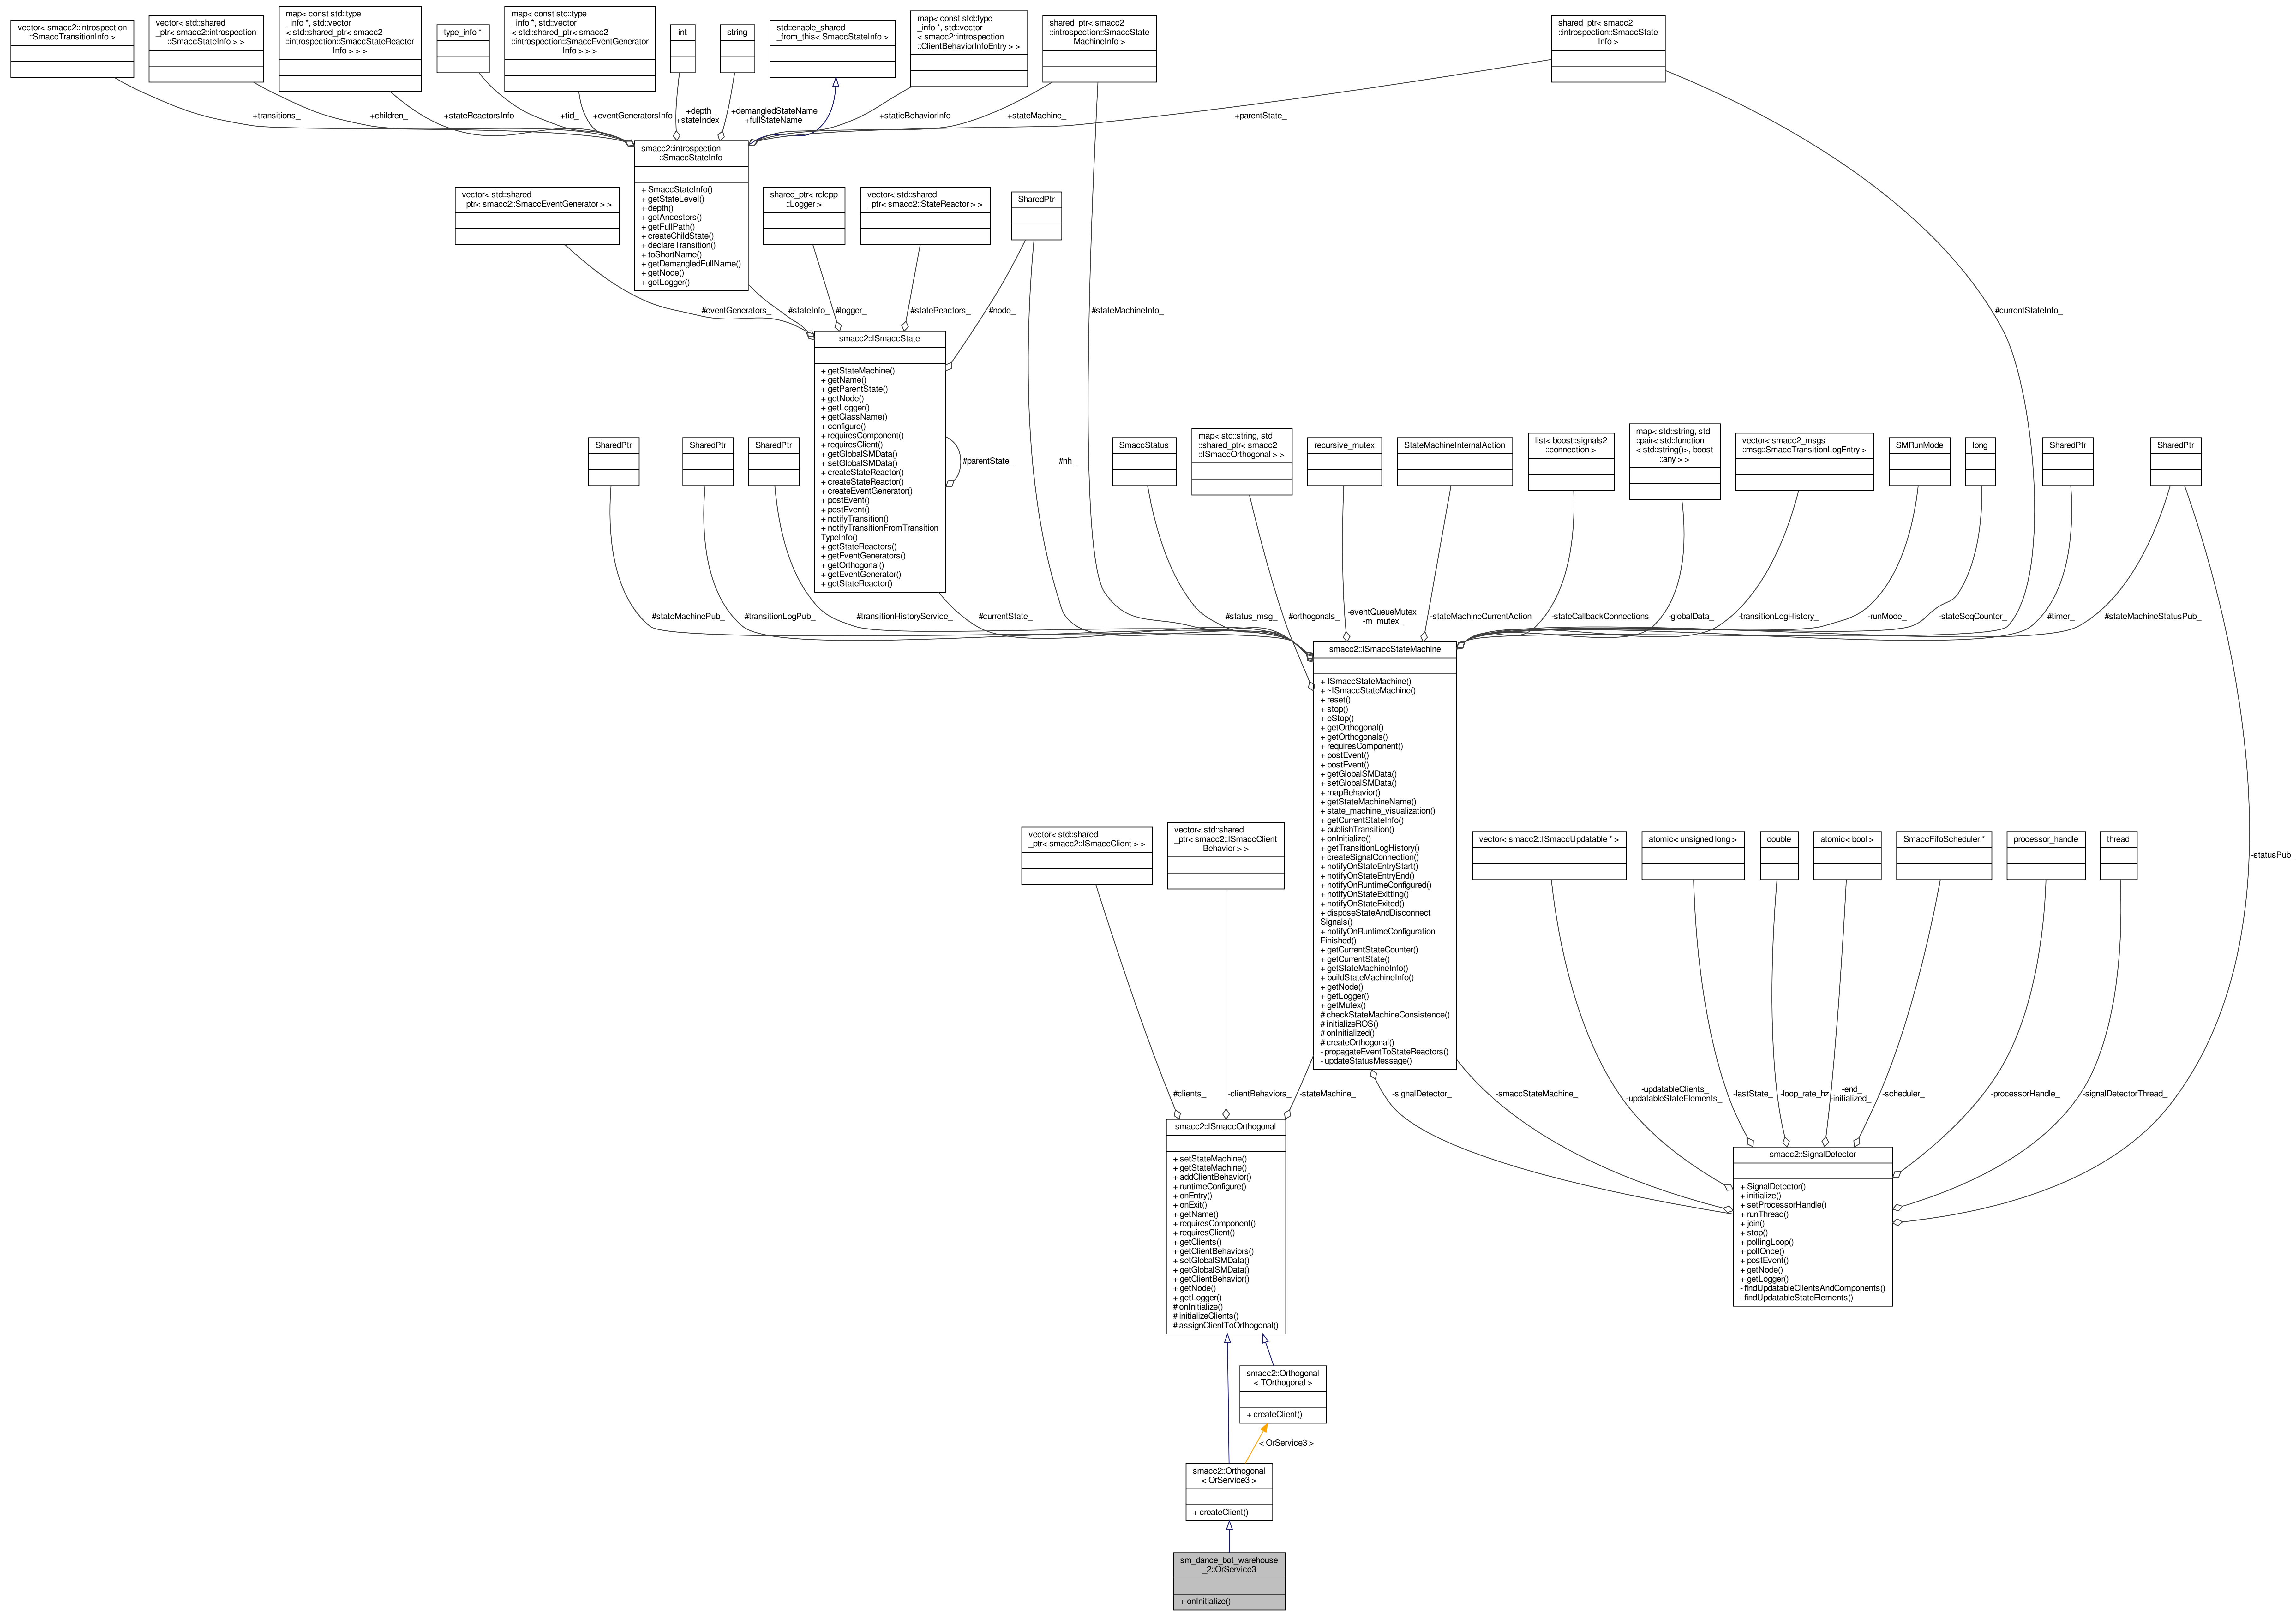 vector< smacc2::introspection
::SmaccTransitionInfo >
vector< std::shared
_ptr< smacc2::introspection
::SmaccStateInfo > >
map< const std::type
_info *, std::vector
< std::shared_ptr< smacc2
::introspection::SmaccStateReactor
Info > > >
type_info *
map< const std::type
_info *, std::vector
< std::shared_ptr< smacc2
::introspection::SmaccEventGenerator
Info > > >
int
string
std::enable_shared
_from_this< SmaccStateInfo >
map< const std::type
_info *, std::vector
< smacc2::introspection
::ClientBehaviorInfoEntry > >
shared_ptr< smacc2
::introspection::SmaccState
MachineInfo >
shared_ptr< smacc2
::introspection::SmaccState
Info >
+transitions_
+children_
+stateReactorsInfo
+tid_
+eventGeneratorsInfo
+depth_
+stateIndex_
+demangledStateName
+fullStateName
+staticBehaviorInfo
+stateMachine_
+parentState_
smacc2::introspection
::SmaccStateInfo
+ SmaccStateInfo()
+ getStateLevel()
+ depth()
+ getAncestors()
+ getFullPath()
+ createChildState()
+ declareTransition()
+ toShortName()
+ getDemangledFullName()
+ getNode()
+ getLogger()
vector< std::shared
_ptr< smacc2::SmaccEventGenerator > >
shared_ptr< rclcpp
::Logger >
vector< std::shared
_ptr< smacc2::StateReactor > >
SharedPtr
#eventGenerators_
#stateInfo_
#logger_
#stateReactors_
#node_
#stateMachineInfo_
#currentStateInfo_
smacc2::ISmaccState
+ getStateMachine()
+ getName()
+ getParentState()
+ getNode()
+ getLogger()
+ getClassName()
+ configure()
+ requiresComponent()
+ requiresClient()
+ getGlobalSMData()
+ setGlobalSMData()
+ createStateReactor()
+ createStateReactor()
+ createEventGenerator()
+ postEvent()
+ postEvent()
+ notifyTransition()
+ notifyTransitionFromTransition
TypeInfo()
+ getStateReactors()
+ getEventGenerators()
+ getOrthogonal()
+ getEventGenerator()
+ getStateReactor()
#parentState_
#nh_
SharedPtr
SharedPtr
SharedPtr
SmaccStatus
map< std::string, std
::shared_ptr< smacc2
::ISmaccOrthogonal > >
recursive_mutex
StateMachineInternalAction
list< boost::signals2
::connection >
map< std::string, std
::pair< std::function
< std::string()>, boost
::any > >
vector< smacc2_msgs
::msg::SmaccTransitionLogEntry >
SMRunMode
long
SharedPtr
SharedPtr
#stateMachinePub_
#transitionLogPub_
#transitionHistoryService_
#currentState_
#status_msg_
#orthogonals_
-eventQueueMutex_
-m_mutex_
-stateMachineCurrentAction
-stateCallbackConnections
-globalData_
-transitionLogHistory_
-runMode_
-stateSeqCounter_
#timer_
#stateMachineStatusPub_
smacc2::ISmaccStateMachine
+ ISmaccStateMachine()
+ ~ISmaccStateMachine()
+ reset()
+ stop()
+ eStop()
+ getOrthogonal()
+ getOrthogonals()
+ requiresComponent()
+ postEvent()
+ postEvent()
+ getGlobalSMData()
+ setGlobalSMData()
+ mapBehavior()
+ getStateMachineName()
+ state_machine_visualization()
+ getCurrentStateInfo()
+ publishTransition()
+ onInitialize()
+ getTransitionLogHistory()
+ createSignalConnection()
+ notifyOnStateEntryStart()
+ notifyOnStateEntryEnd()
+ notifyOnRuntimeConfigured()
+ notifyOnStateExitting()
+ notifyOnStateExited()
+ disposeStateAndDisconnect
Signals()
+ notifyOnRuntimeConfiguration
Finished()
+ getCurrentStateCounter()
+ getCurrentState()
+ getStateMachineInfo()
+ buildStateMachineInfo()
+ getNode()
+ getLogger()
+ getMutex()
# checkStateMachineConsistence()
# initializeROS()
# onInitialized()
# createOrthogonal()
- propagateEventToStateReactors()
- updateStatusMessage()
vector< std::shared
_ptr< smacc2::ISmaccClient > >
vector< std::shared
_ptr< smacc2::ISmaccClient
Behavior > >
vector< smacc2::ISmaccUpdatable * >
atomic< unsigned long >
double
atomic< bool >
SmaccFifoScheduler *
processor_handle
thread
-statusPub_
#clients_
-clientBehaviors_
-stateMachine_
-signalDetector_
-smaccStateMachine_
-updatableClients_
-updatableStateElements_
-lastState_
-loop_rate_hz
-end_
-initialized_
-scheduler_
-processorHandle_
-signalDetectorThread_
smacc2::ISmaccOrthogonal
+ setStateMachine()
+ getStateMachine()
+ addClientBehavior()
+ runtimeConfigure()
+ onEntry()
+ onExit()
+ getName()
+ requiresComponent()
+ requiresClient()
+ getClients()
+ getClientBehaviors()
+ setGlobalSMData()
+ getGlobalSMData()
+ getClientBehavior()
+ getNode()
+ getLogger()
# onInitialize()
# initializeClients()
# assignClientToOrthogonal()
smacc2::SignalDetector
+ SignalDetector()
+ initialize()
+ setProcessorHandle()
+ runThread()
+ join()
+ stop()
+ pollingLoop()
+ pollOnce()
+ postEvent()
+ getNode()
+ getLogger()
- findUpdatableClientsAndComponents()
- findUpdatableStateElements()
smacc2::Orthogonal
< TOrthogonal >
+ createClient()
< OrService3 >
smacc2::Orthogonal
< OrService3 >
+ createClient()
sm_dance_bot_warehouse
_2::OrService3
+ onInitialize()